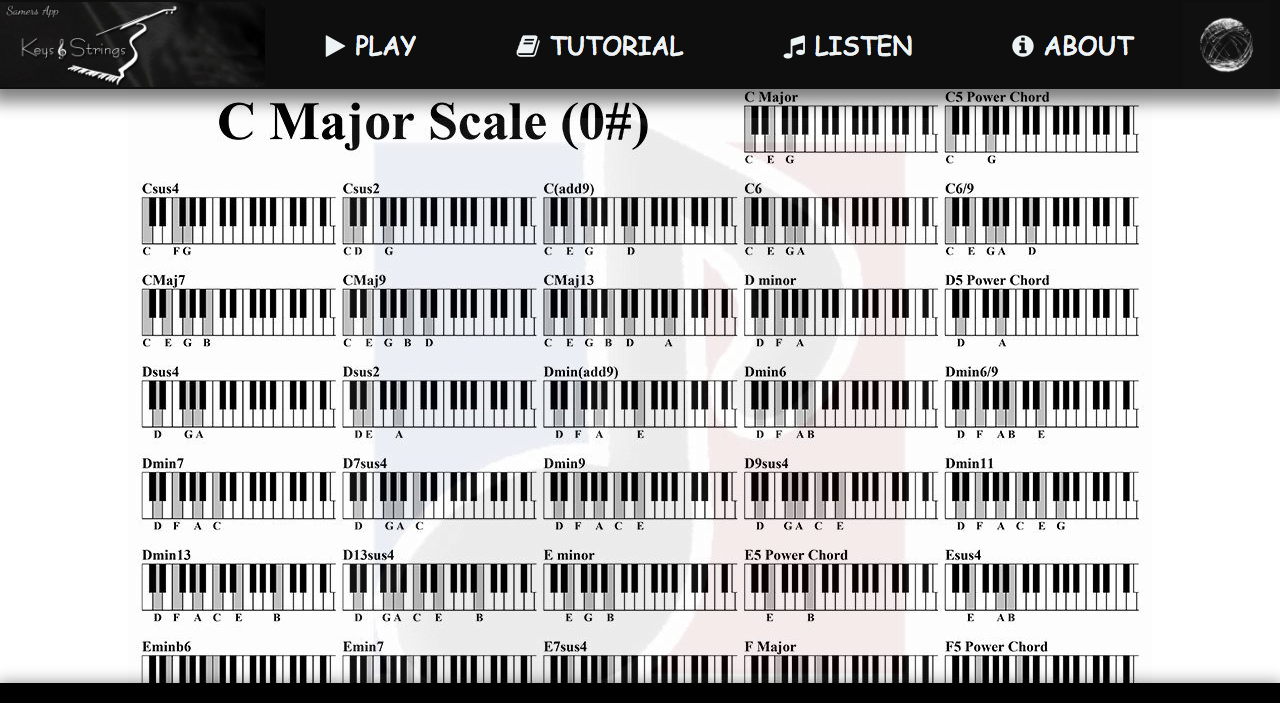 Samers App
Keys & Strings
PLAY TUTORIAL LISTEN ABOUT
C Major Scale (0#)
C Major C5 Power Chord
C E G C G
Csus4 Csus2 C(add9) C6 C6/9
C F G C D G C E G D C E G A C E G A D
CMaj7 CMaj9 CMaj13 D minor D5 Power Chord
C E G B C E G B D C E G B D A D F A D A
Dsus4 Dsus2 Dmin(add9) Dmin6 Dmin6/9
D G A D E A D F A E D F A B D F A B E
Dmin7 D7sus4 Dmin9 D9sus4 Dmin11
D F A C D G A C D F A C E D G A C E D F A C E G
Dmin13 D13sus4 E minor E5 Power Chord Esus4
D F A C E B D G A C E B E G B E B E A B
Eminb6 Emin7 E7sus4 F Major F5 Power Chord